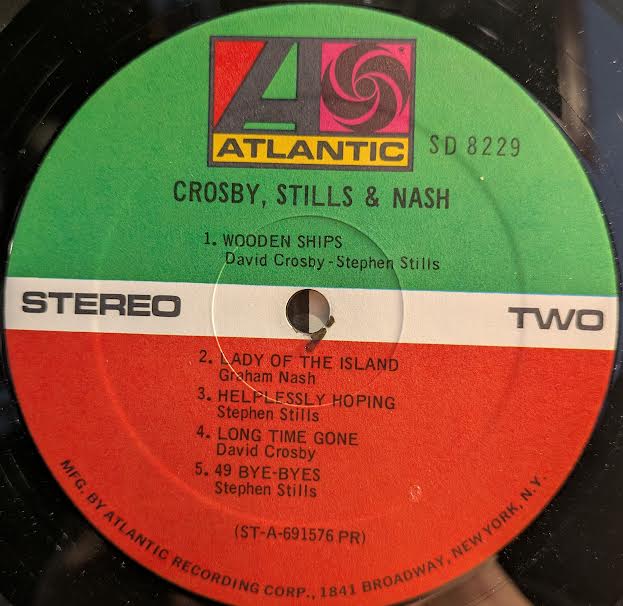 ATLANTIC
SD 8229
CROSBY, STILLS & NASH
1. WOODEN SHIPS
David Crosby-Stephen Stills
STEREO
TWO
2. LADY OF THE ISLAND
Graham Nash
3. HELPLESSLY HOPING
Stephen Stills
4. LONG TIME GONE
David Crosby
5. 49 BYE-BYES
Stephen Stills
(ST-A-691576 PR)
MFG. BY ATLANTIC RECORDING CORP., 1841 BROADWAY, NEW YORK, N.Y.